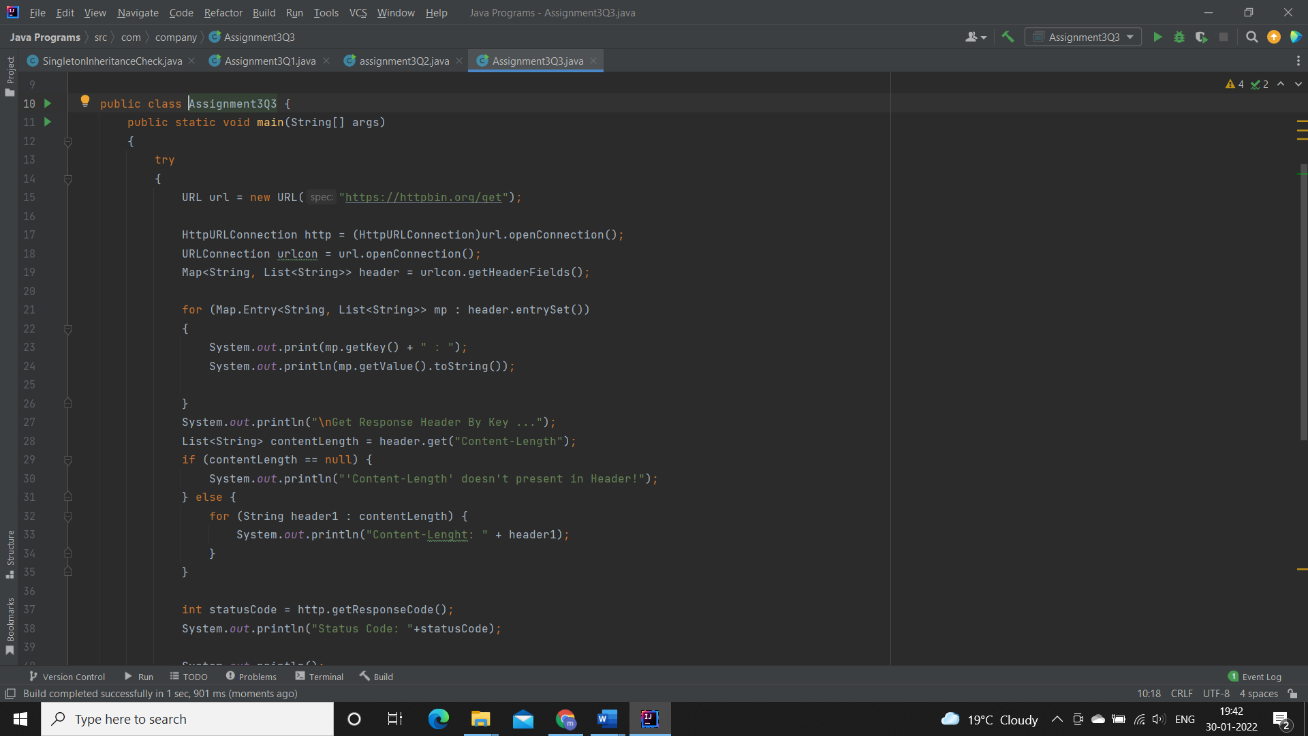 File Edit View Navigate Code Refactor Build Run Tools VCS Window Help Java Programs - Assignment3Q3.java
Java Programs src com company Assignment3Q3 Assignment3Q3
SingletonInheritanceCheck.java Assignment3Q1.java assignment3Q2.java Assignment3Q3.java
Project
9 4 2
10 public class Assignment3Q3 {
11 public static void main(String[] args)
12 {
13 try
14 {
15 URL url = new URL( spec: "https://httpbin.org/get");
16
17 HttpURLConnection http = (HttpURLConnection)url.openConnection();
18 URLConnection urlcon = url.openConnection();
19 Map<String, List<String>> header = urlcon.getHeaderFields();
20
21 for (Map.Entry<String, List<String>> mp : header.entrySet())
22 {
23 System.out.print(mp.getKey() + " : ");
24 System.out.println(mp.getValue().toString());
25
26 }
27 System.out.println("\nGet Response Header By Key ...");
28 List<String> contentLength = header.get("Content-Length");
29 if (contentLength == null) {
30 System.out.println("'Content-Length' doesn't present in Header!");
31 } else {
32 for (String header1 : contentLength) {
33 System.out.println("Content-Lenght: " + header1);
34 }
35 }
36
37 int statusCode = http.getResponseCode();
38 System.out.println("Status Code: "+statusCode);
39
Structure
Bookmarks
Version Control Run TODO Problems Terminal Build 1 Event Log
Build completed successfully in 1 sec, 901 ms (moments ago) 10:18 CRLF UTF-8 4 spaces
Type here to search 19°C Cloudy ENG 19:42
30-01-2022 2